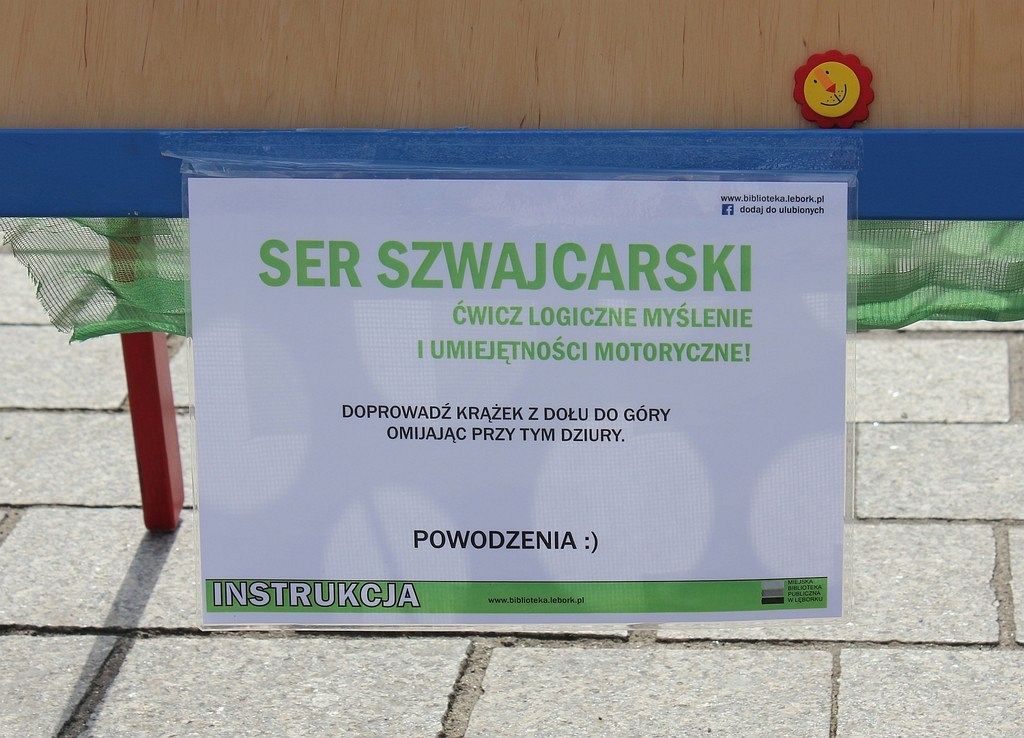 www.biblioteka.lebork.pl
dodaj do ulubionych
SER SZWAJCARSKI
ĆWICZ LOGICZNE MYŚLENIE
I UMIEJĘTNOŚCI MOTORYCZNE!
DOPROWADŹ KRĄŻEK Z DOŁU DO GÓRY
OMIJAJĄC PRZY TYM DZIURY.
POWODZENIA :)
INSTRUKCJA
www.biblioteka.lebork.pl
MIEJSKA
BIBLIOTEKA
PUBLICZNA
W LĘBORKU